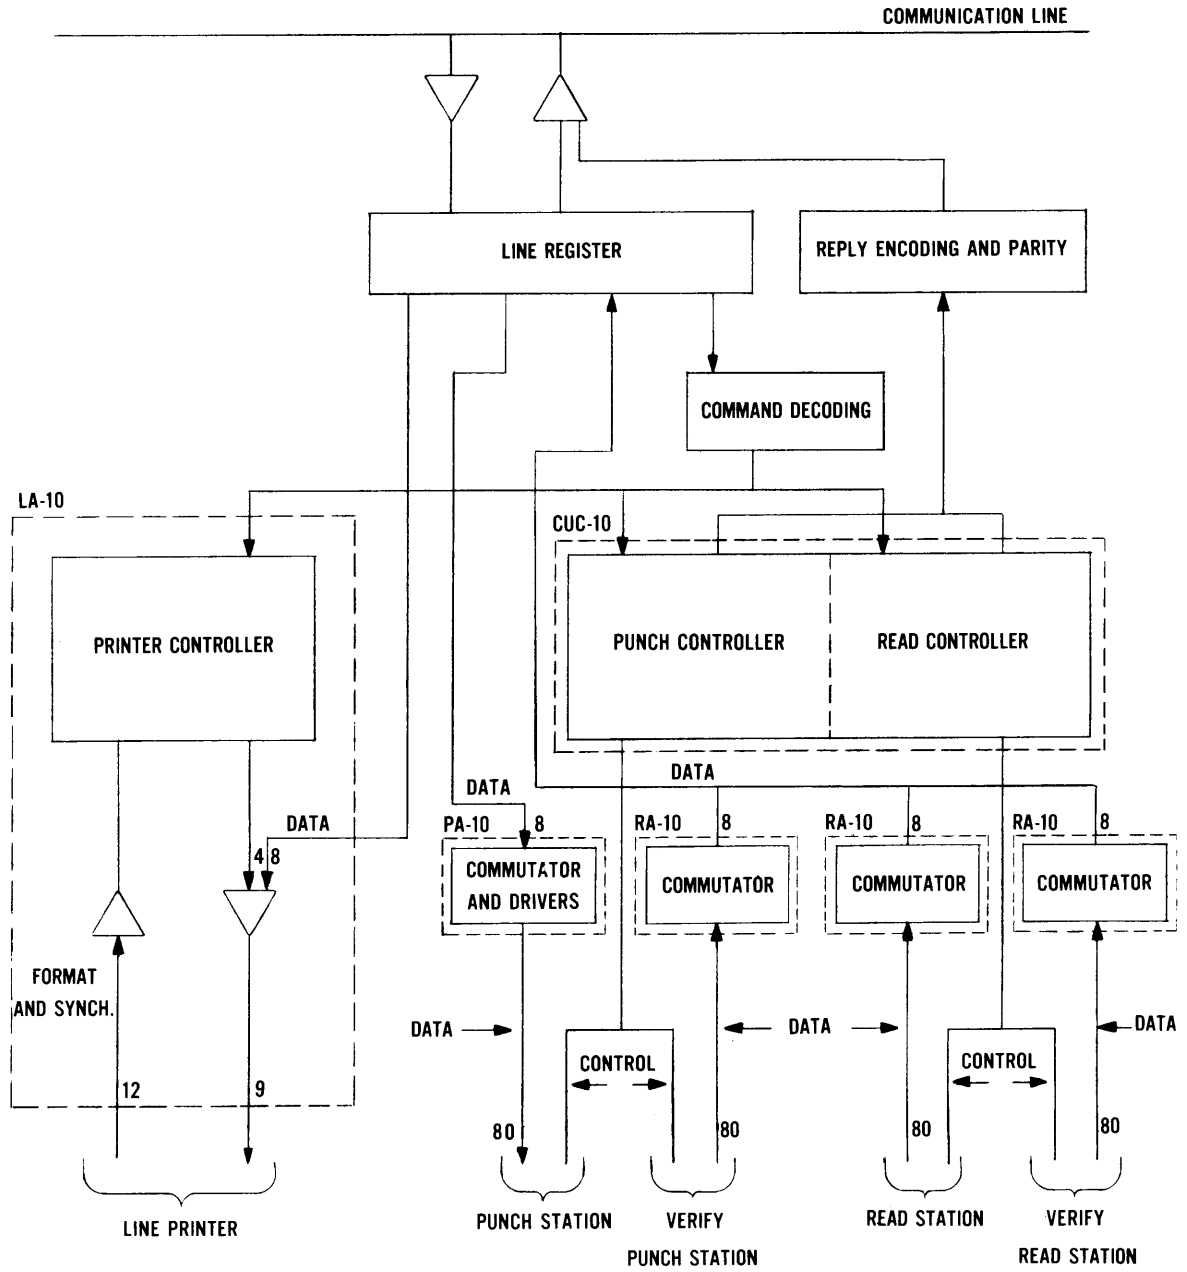 COMMUNICATION LINE
LINE REGISTER
REPLY ENCODING AND PARITY
COMMAND DECODING
LA-10
CUC-10
PRINTER CONTROLLER
PUNCH CONTROLLER
READ CONTROLLER
DATA
DATA
DATA
4 8
PA-10
8
RA-10
8
RA-10
8
RA-10
8
COMMUTATOR
AND DRIVERS
COMMUTATOR
COMMUTATOR
COMMUTATOR
FORMAT
AND SYNCH.
DATA
DATA
DATA
CONTROL
CONTROL
12
9
80
80
80
80
LINE PRINTER
PUNCH STATION
VERIFY
PUNCH STATION
READ STATION
VERIFY
READ STATION